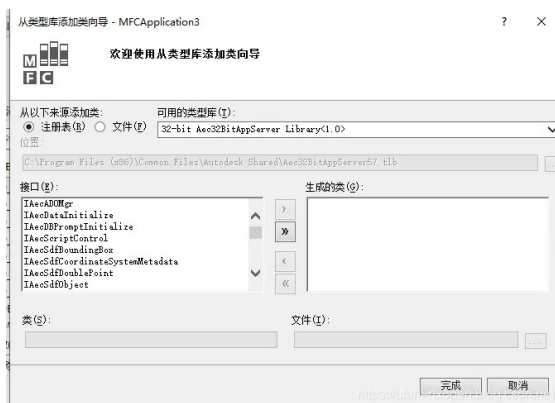 从类型库添加类向导 - MFCApplication3
? ×
M
F C
欢迎使用从类型库添加类向导
从以下来源添加类:
可用的类型库(T):
注册表(R) 文件(F)
32-bit Aec32BitAppServer Library<1.0>
位置:
C:\Program Files (x86)\Common Files\Autodesk Shared\Aec32BitAppServer57.tlb
...
接口(E):
生成的类(G):
IAecADOMgr
IAecDataInitialize
IAecDBPromptInitialize
IAecScriptControl
IAecSdfBoundingBox
IAecSdfCoordinateSystemMetadata
IAecSdfDoublePoint
IAecSdfObject
>
»
<
«
类(S):
文件(I):
...
完成
取消